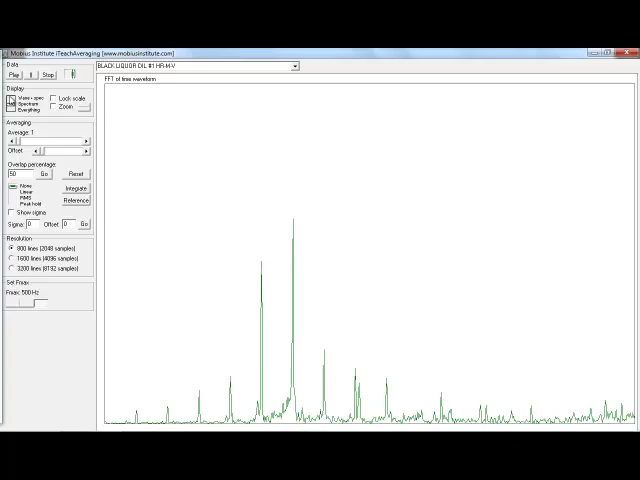 Mobius Institute iTeachAveraging [www.mobiusinstitute.com]
Data
Play
II
Stop
BLACK LIQUOR DIL #1 HR-M-V
FFT of time waveform
Display
Wave + spec
Spectrum
Everything
Lock scale
Zoom
Averaging
Average: 1
Offset
Overlap percentage:
50
Go
Reset
None
Linear
RMS
Peak hold
Integrate
Reference
Show sigma
Sigma: 0 Offset: 0 Go
Resolution
800 lines (2048 samples)
1600 lines (4096 samples)
3200 lines (8192 samples)
Set Fmax
Fmax: 500 Hz